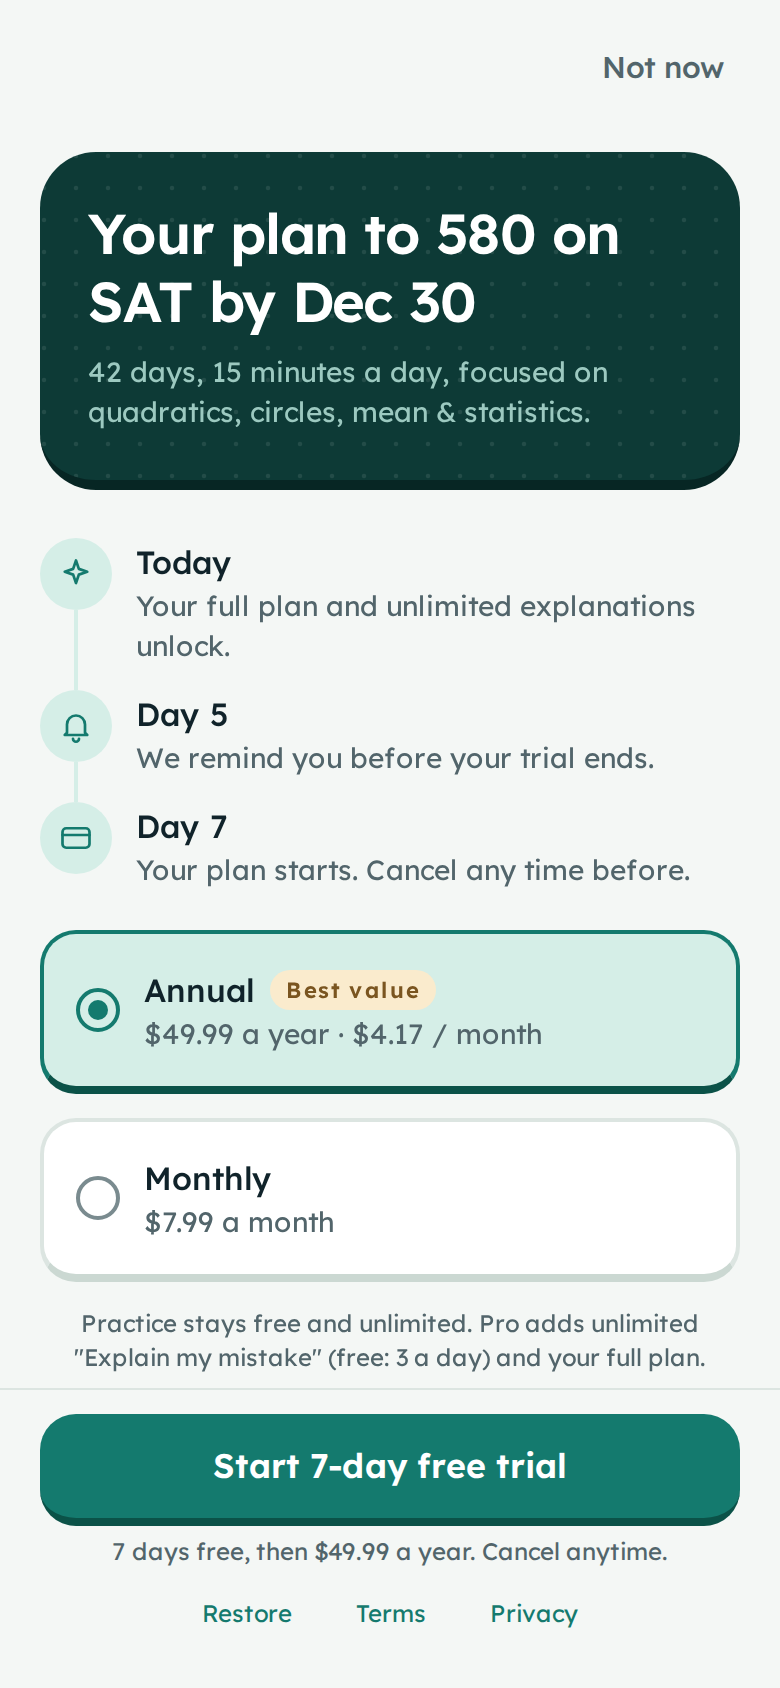 Not now
Your plan to 580 on
SAT by Dec 30
42 days, 15 minutes a day, focused on
quadratics, circles, mean & statistics.
Today
Your full plan and unlimited explanations
unlock.
Day 5
We remind you before your trial ends.
Day 7
Your plan starts. Cancel any time before.
Annual Best value
$49.99 a year · $4.17 / month
Monthly
$7.99 a month
Practice stays free and unlimited. Pro adds unlimited
"Explain my mistake" (free: 3 a day) and your full plan.
Start 7-day free trial
7 days free, then $49.99 a year. Cancel anytime.
Restore Terms Privacy